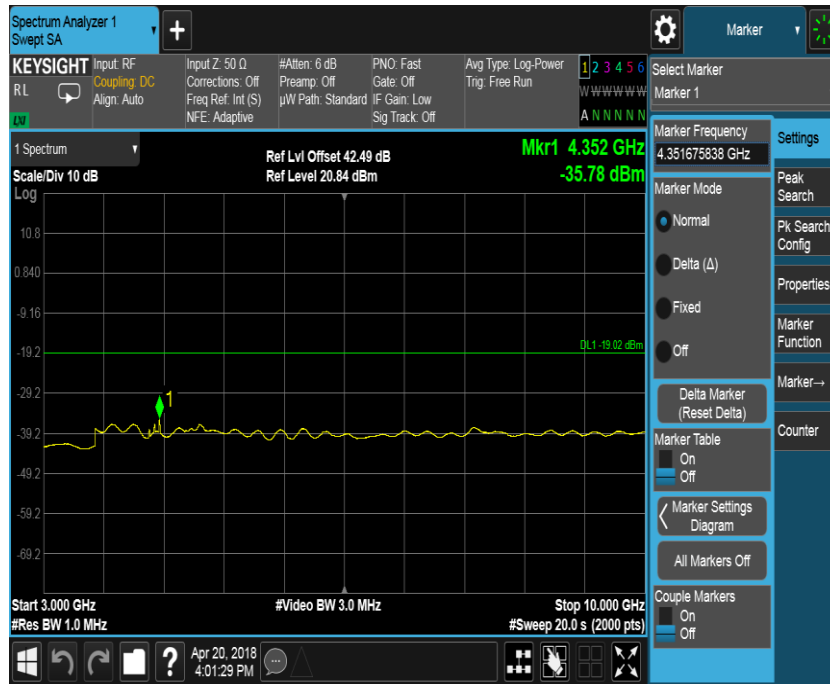 Spectrum Analyzer 1
Swept SA
+
Marker
KEYSIGHT
RL
LXI
Input: RF
Coupling: DC
Align: Auto
Input Z: 50 Ω
Corrections: Off
Freq Ref: Int (S)
NFE: Adaptive
#Atten: 6 dB
Preamp: Off
µW Path: Standard
PNO: Fast
Gate: Off
IF Gain: Low
Sig Track: Off
Avg Type: Log-Power
Trig: Free Run
1 2 3 4 5 6
W W W W W W
A N N N N N
Select Marker
Marker 1
1 Spectrum
Scale/Div 10 dB
Log
Ref Lvl Offset 42.49 dB
Ref Level 20.84 dBm
Mkr1 4.352 GHz
-35.78 dBm
10.8
0.840
-9.16
-19.2
-29.2
-39.2
-49.2
-59.2
-69.2
DL1 -19.02 dBm
1
Start 3.000 GHz
#Res BW 1.0 MHz
#Video BW 3.0 MHz
Stop 10.000 GHz
#Sweep 20.0 s (2000 pts)
Marker Frequency
4.351675838 GHz
Marker Mode
Normal
Delta (Δ)
Fixed
Off
Delta Marker
(Reset Delta)
Marker Table
On
Off
Marker Settings
Diagram
All Markers Off
Couple Markers
On
Off
Settings
Peak
Search
Pk Search
Config
Properties
Marker
Function
Marker→
Counter
?
Apr 20, 2018
4:01:29 PM